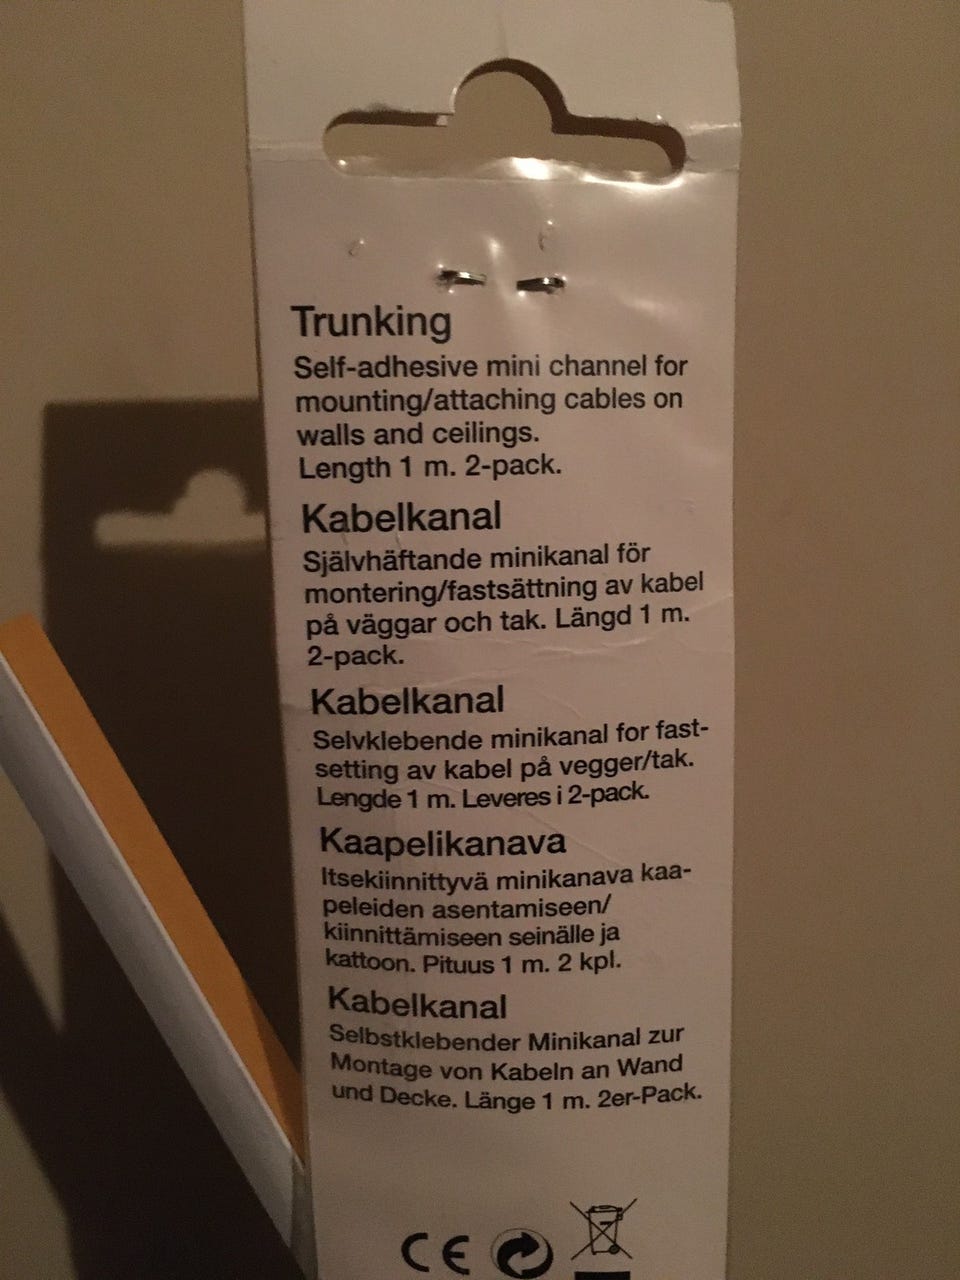 Trunking
Self-adhesive mini channel for
mounting/attaching cables on
walls and ceilings.
Length 1 m. 2-pack.
Kabelkanal
Självhäftande minikanal för
montering/fastsättning av kabel
på väggar och tak. Längd 1 m.
2-pack.
Kabelkanal
Selvklebende minikanal for fast-
setting av kabel på vegger/tak.
Lengde 1 m. Leveres i 2-pack.
Kaapelikanava
Itsekiinnittyvä minikanava kaa-
peleiden asentamiseen/
kiinnittämiseen seinälle ja
kattoon. Pituus 1 m. 2 kpl.
Kabelkanal
Selbstklebender Minikanal zur
Montage von Kabeln an Wand
und Decke. Länge 1 m. 2er-Pack.
CE